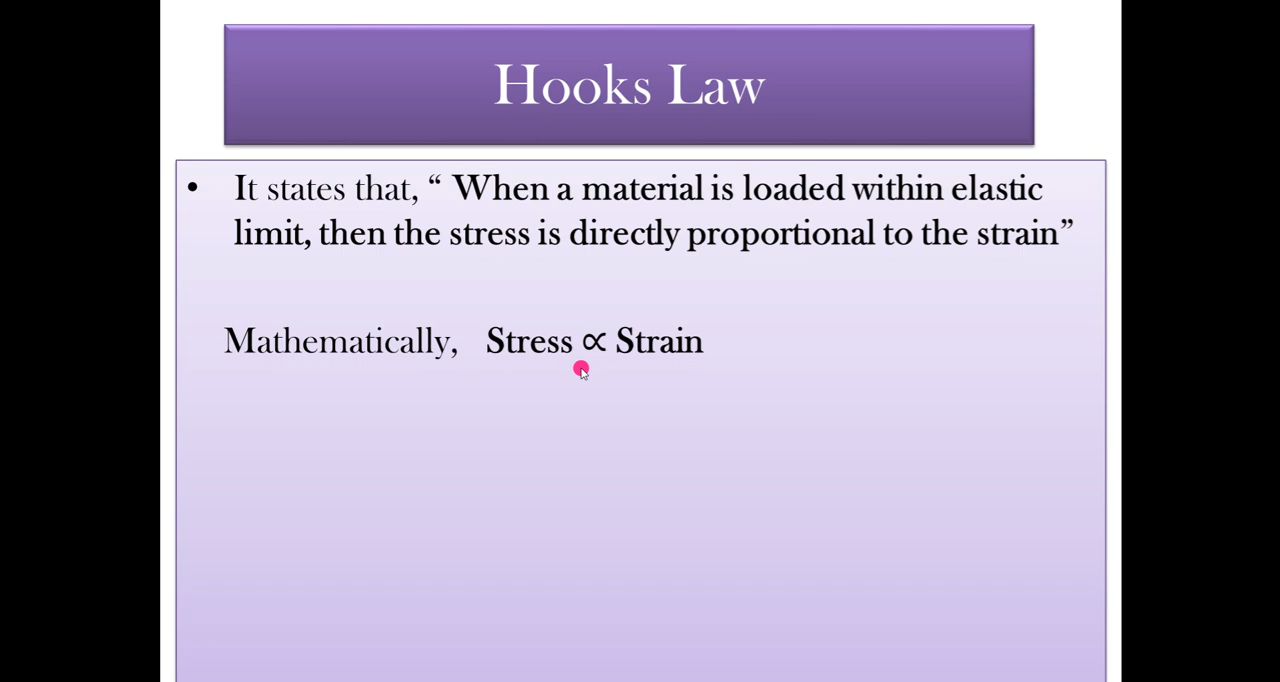 Hooks Law
• It states that, “ When a material is loaded within elastic
limit, then the stress is directly proportional to the strain”
Mathematically, Stress ∝ Strain